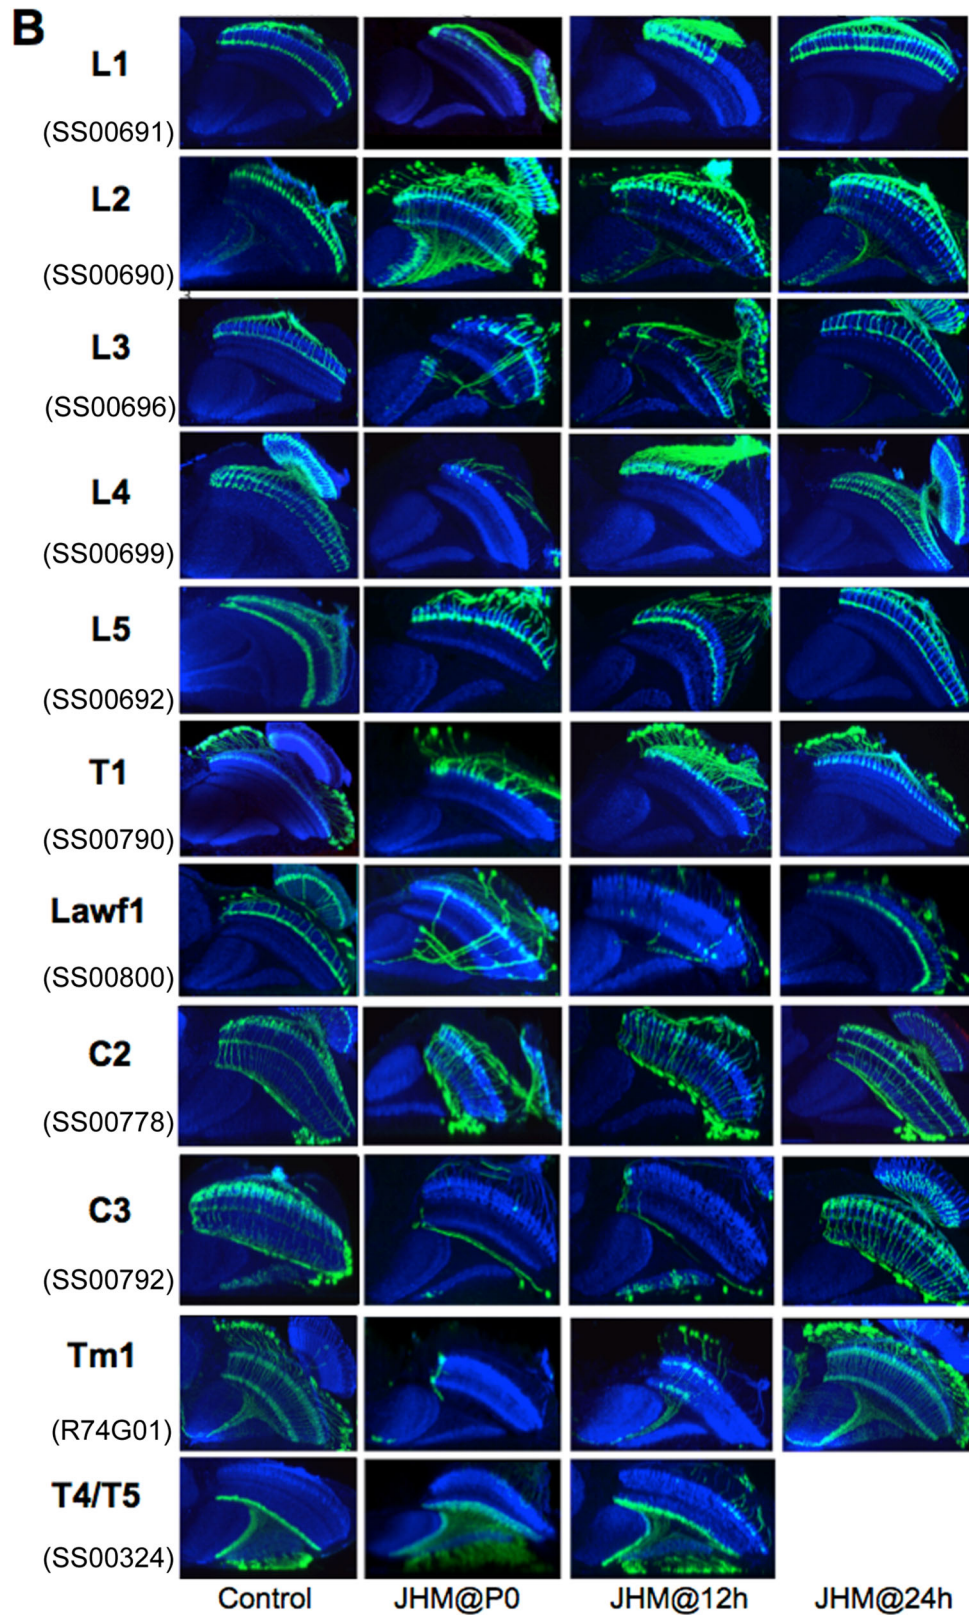 B
L1
(SS00691)
L2
(SS00690)
L3
(SS00696)
L4
(SS00699)
L5
(SS00692)
T1
(SS00790)
Lawf1
(SS00800)
C2
(SS00778)
C3
(SS00792)
Tm1
(R74G01)
T4/T5
(SS00324)
Control JHM@P0 JHM@12h JHM@24h